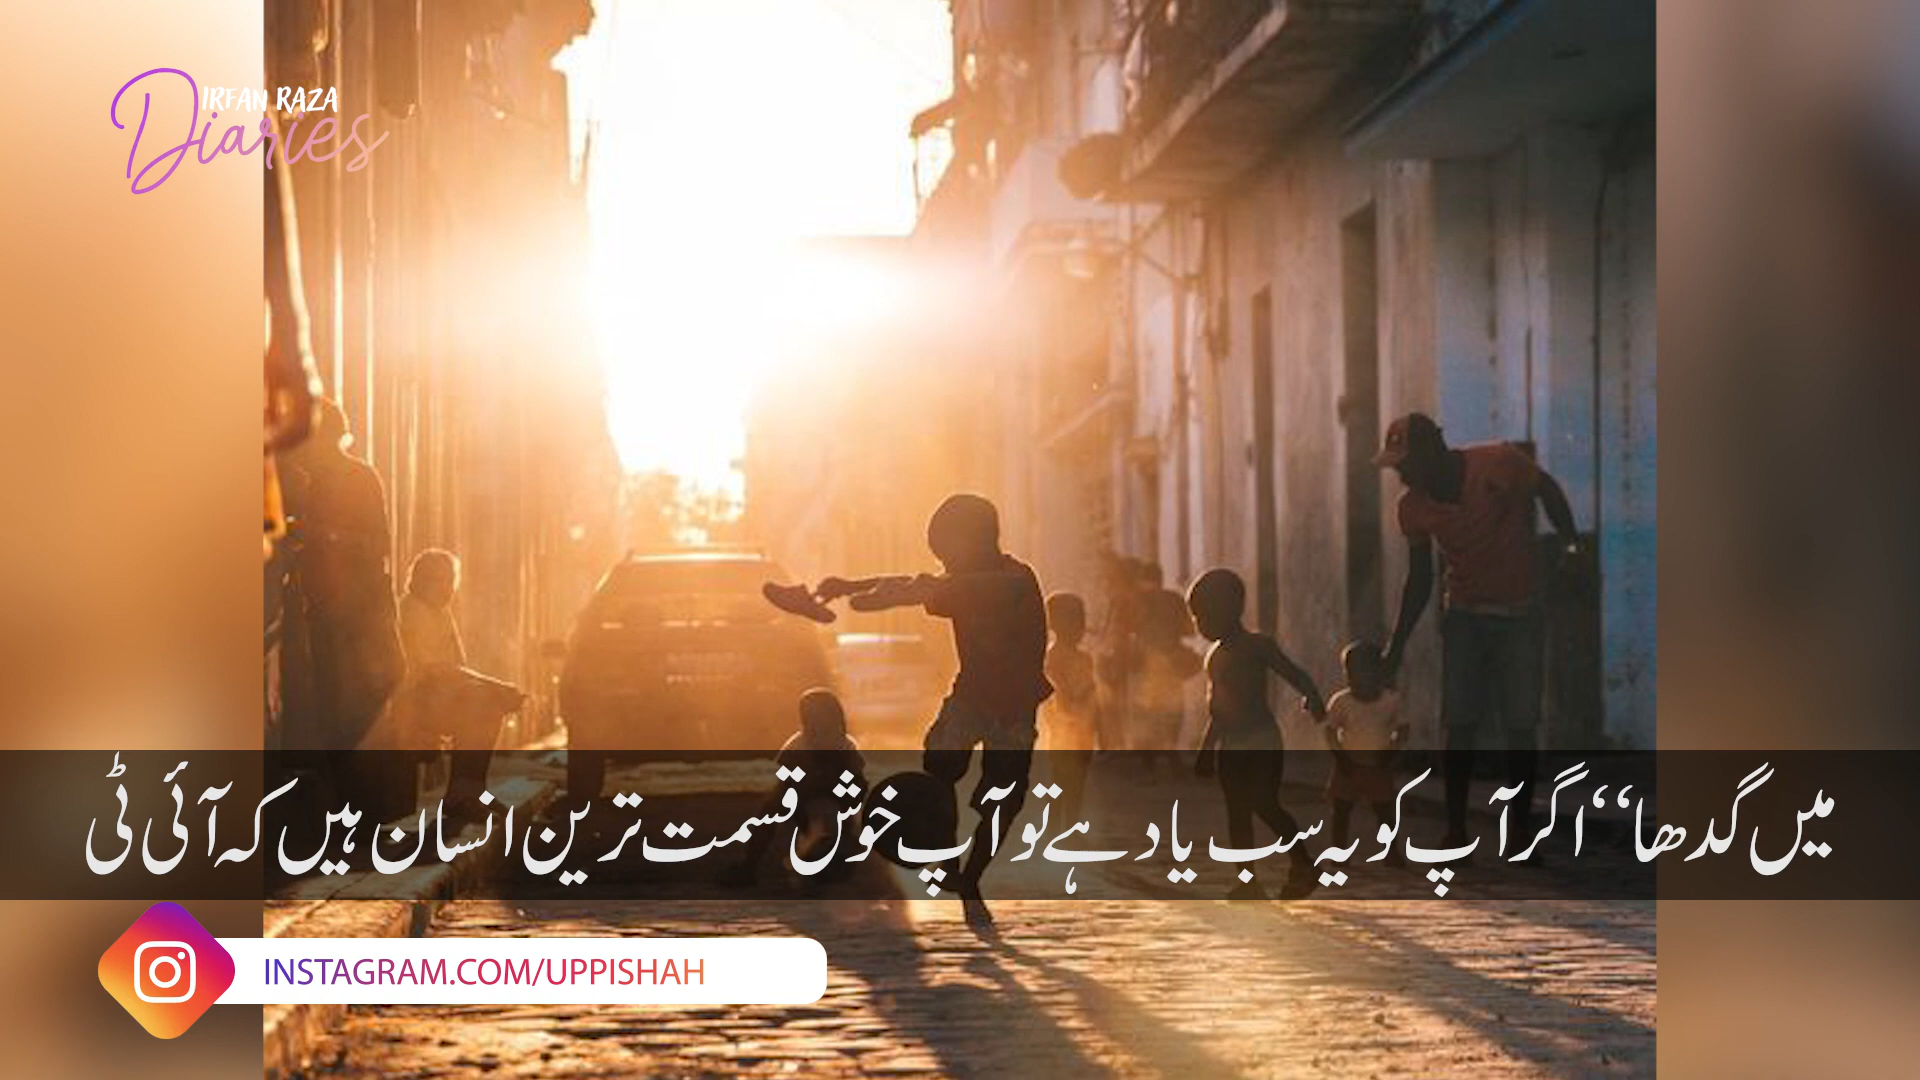 IRFAN RAZA
Diaries
میں گدھا‘‘ اگر آپ کو یہ سب یاد ہے تو آپ خوش قسمت ترین انسان ہیں کہ آئی ٹی
INSTAGRAM.COM/UPPISHAH